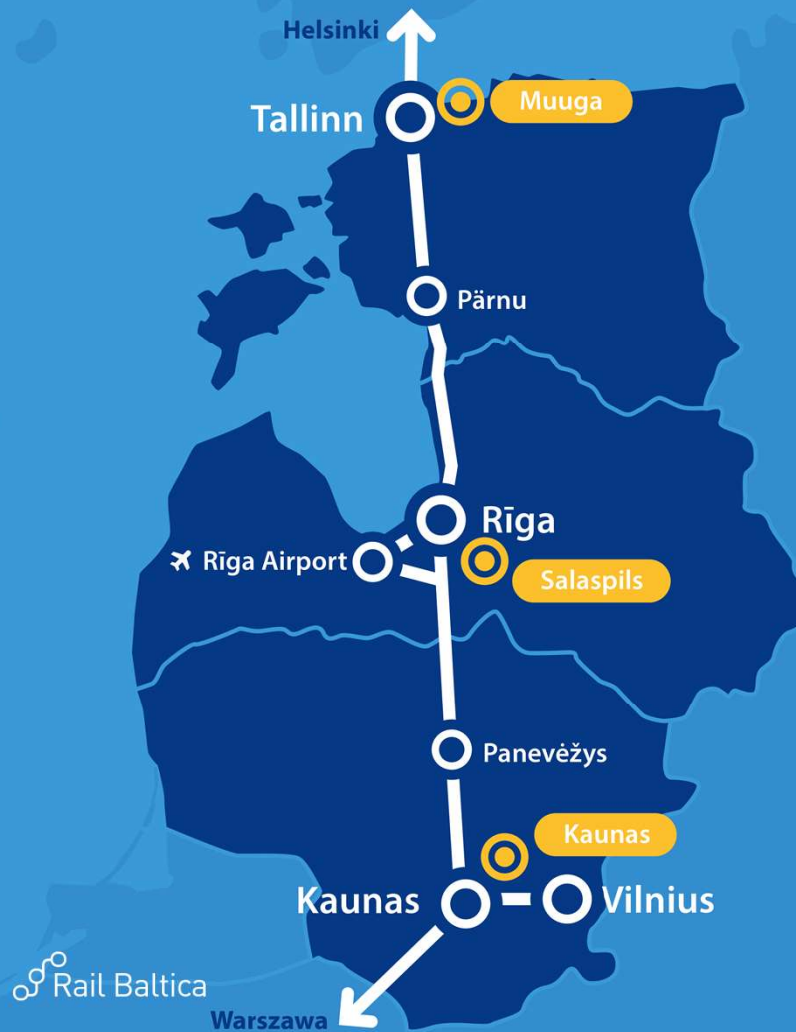 Helsinki
Tallinn
Muuga
Pärnu
Rīga
Rīga Airport
Salaspils
Panevėžys
Kaunas
Kaunas
Vilnius
Rail Baltica
Warszawa